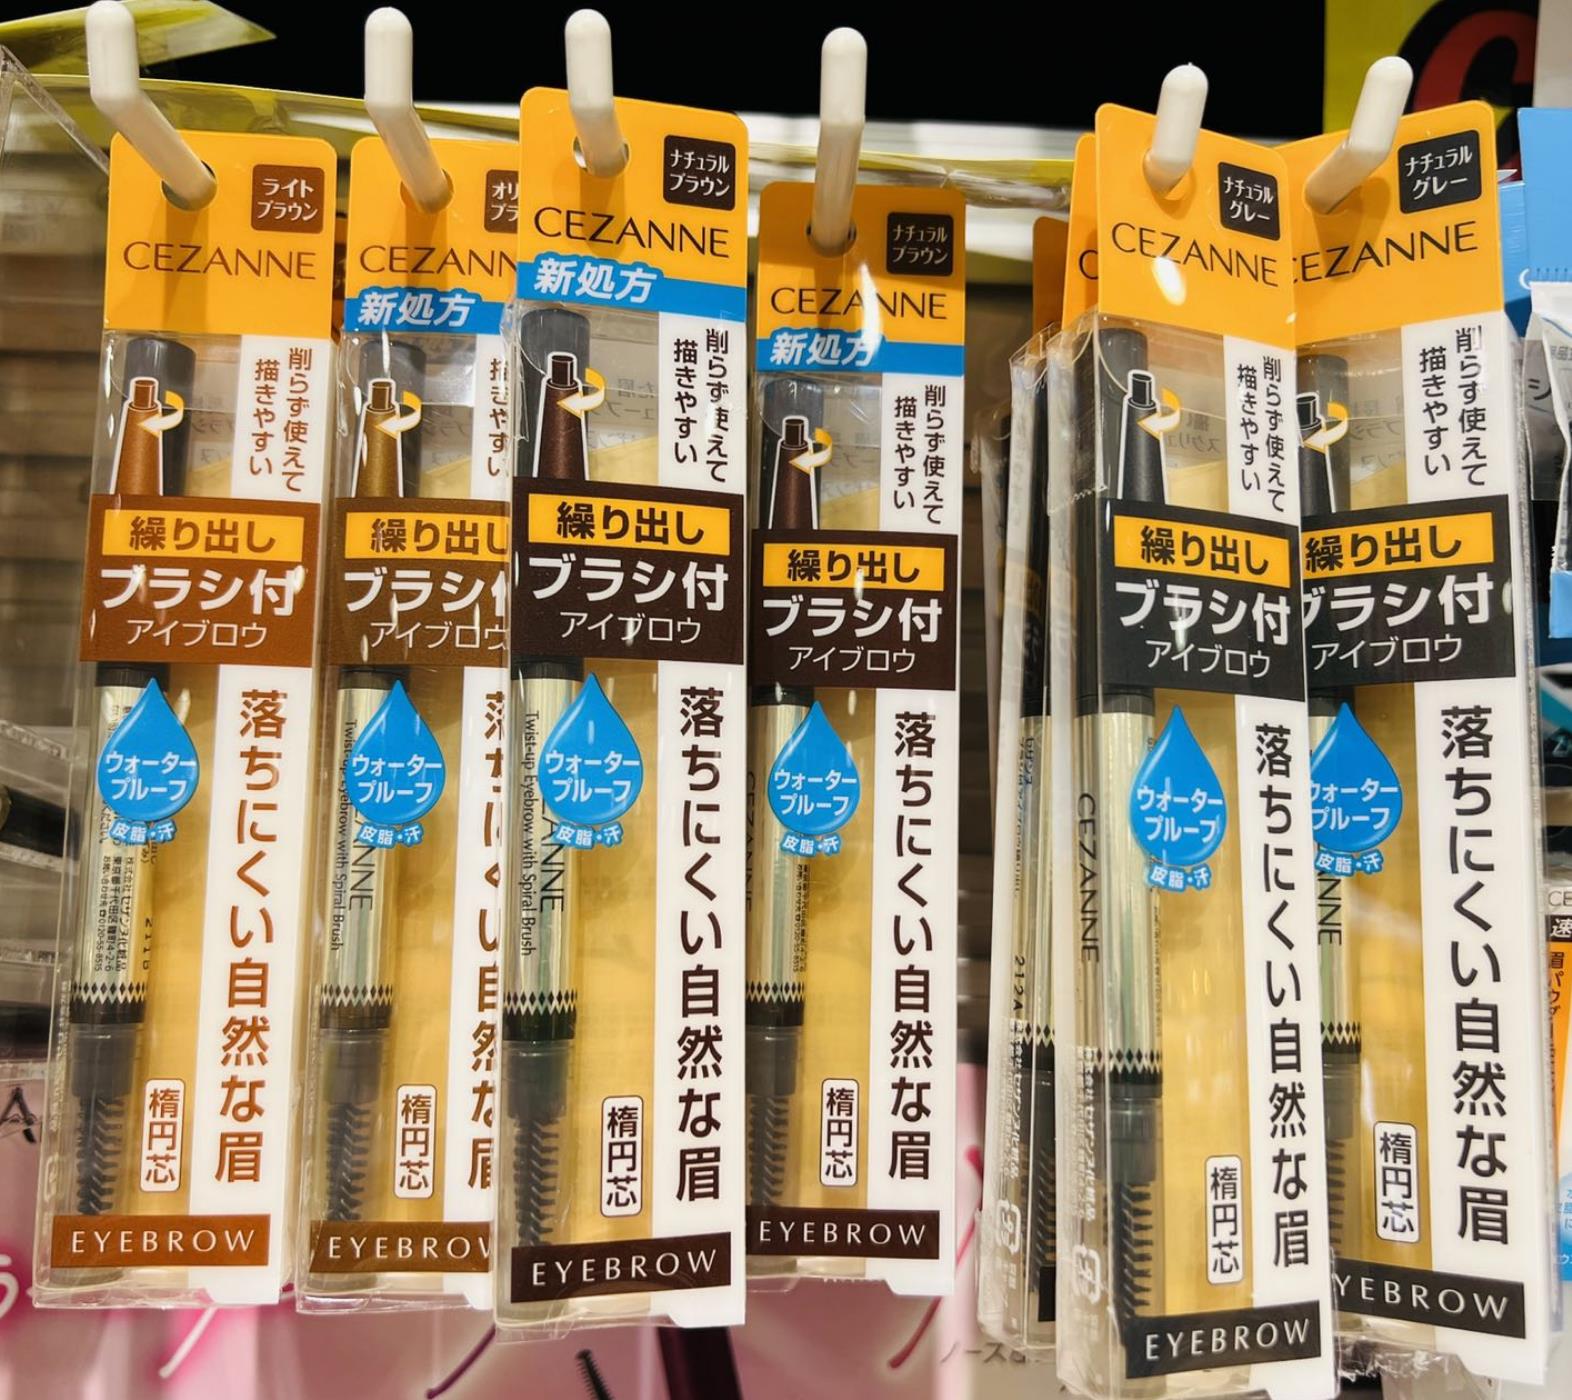 ライト
ブラウン
CEZANNE
削らず使えて
描きやすい
繰り出し
ブラシ付
アイブロウ
ウォーター
プルーフ
皮脂・汗
落ちにくい自然な眉
楕円芯
EYEBROW
CEZANN
新処方
繰り出し
ブラシ付
アイブロウ
ウォーター
プルーフ
皮脂・汗
Twist-up Eyebrow with Spiral Brush
楕円芯
EYEBROW
ナチュラル
ブラウン
CEZANNE
新処方
削らず使えて
描きやすい
繰り出し
ブラシ付
アイブロウ
ウォーター
プルーフ
皮脂・汗
Twist-up Eyebrow with Spiral Brush
落ちにくい自然な眉
楕円芯
EYEBROW
ナチュラル
ブラウン
CEZANNE
新処方
削らず使えて
描きやすい
繰り出し
ブラシ付
アイブロウ
ウォーター
プルーフ
皮脂・汗
落ちにくい自然な眉
楕円芯
EYEBROW
212A
ナチュラル
グレー
CEZANNE
削らず使えて
描きやすい
繰り出し
ブラシ付
アイブロウ
ウォーター
プルーフ
皮脂・汗
CEZANNE
落ちにくい自然な眉
楕円芯
EYEBROW
ナチュラル
グレー
CEZANNE
削らず使えて
描きやすい
繰り出し
ブラシ付
アイブロウ
ウォーター
プルーフ
皮脂・汗
落ちにくい自然な眉
楕円芯
YEBROW